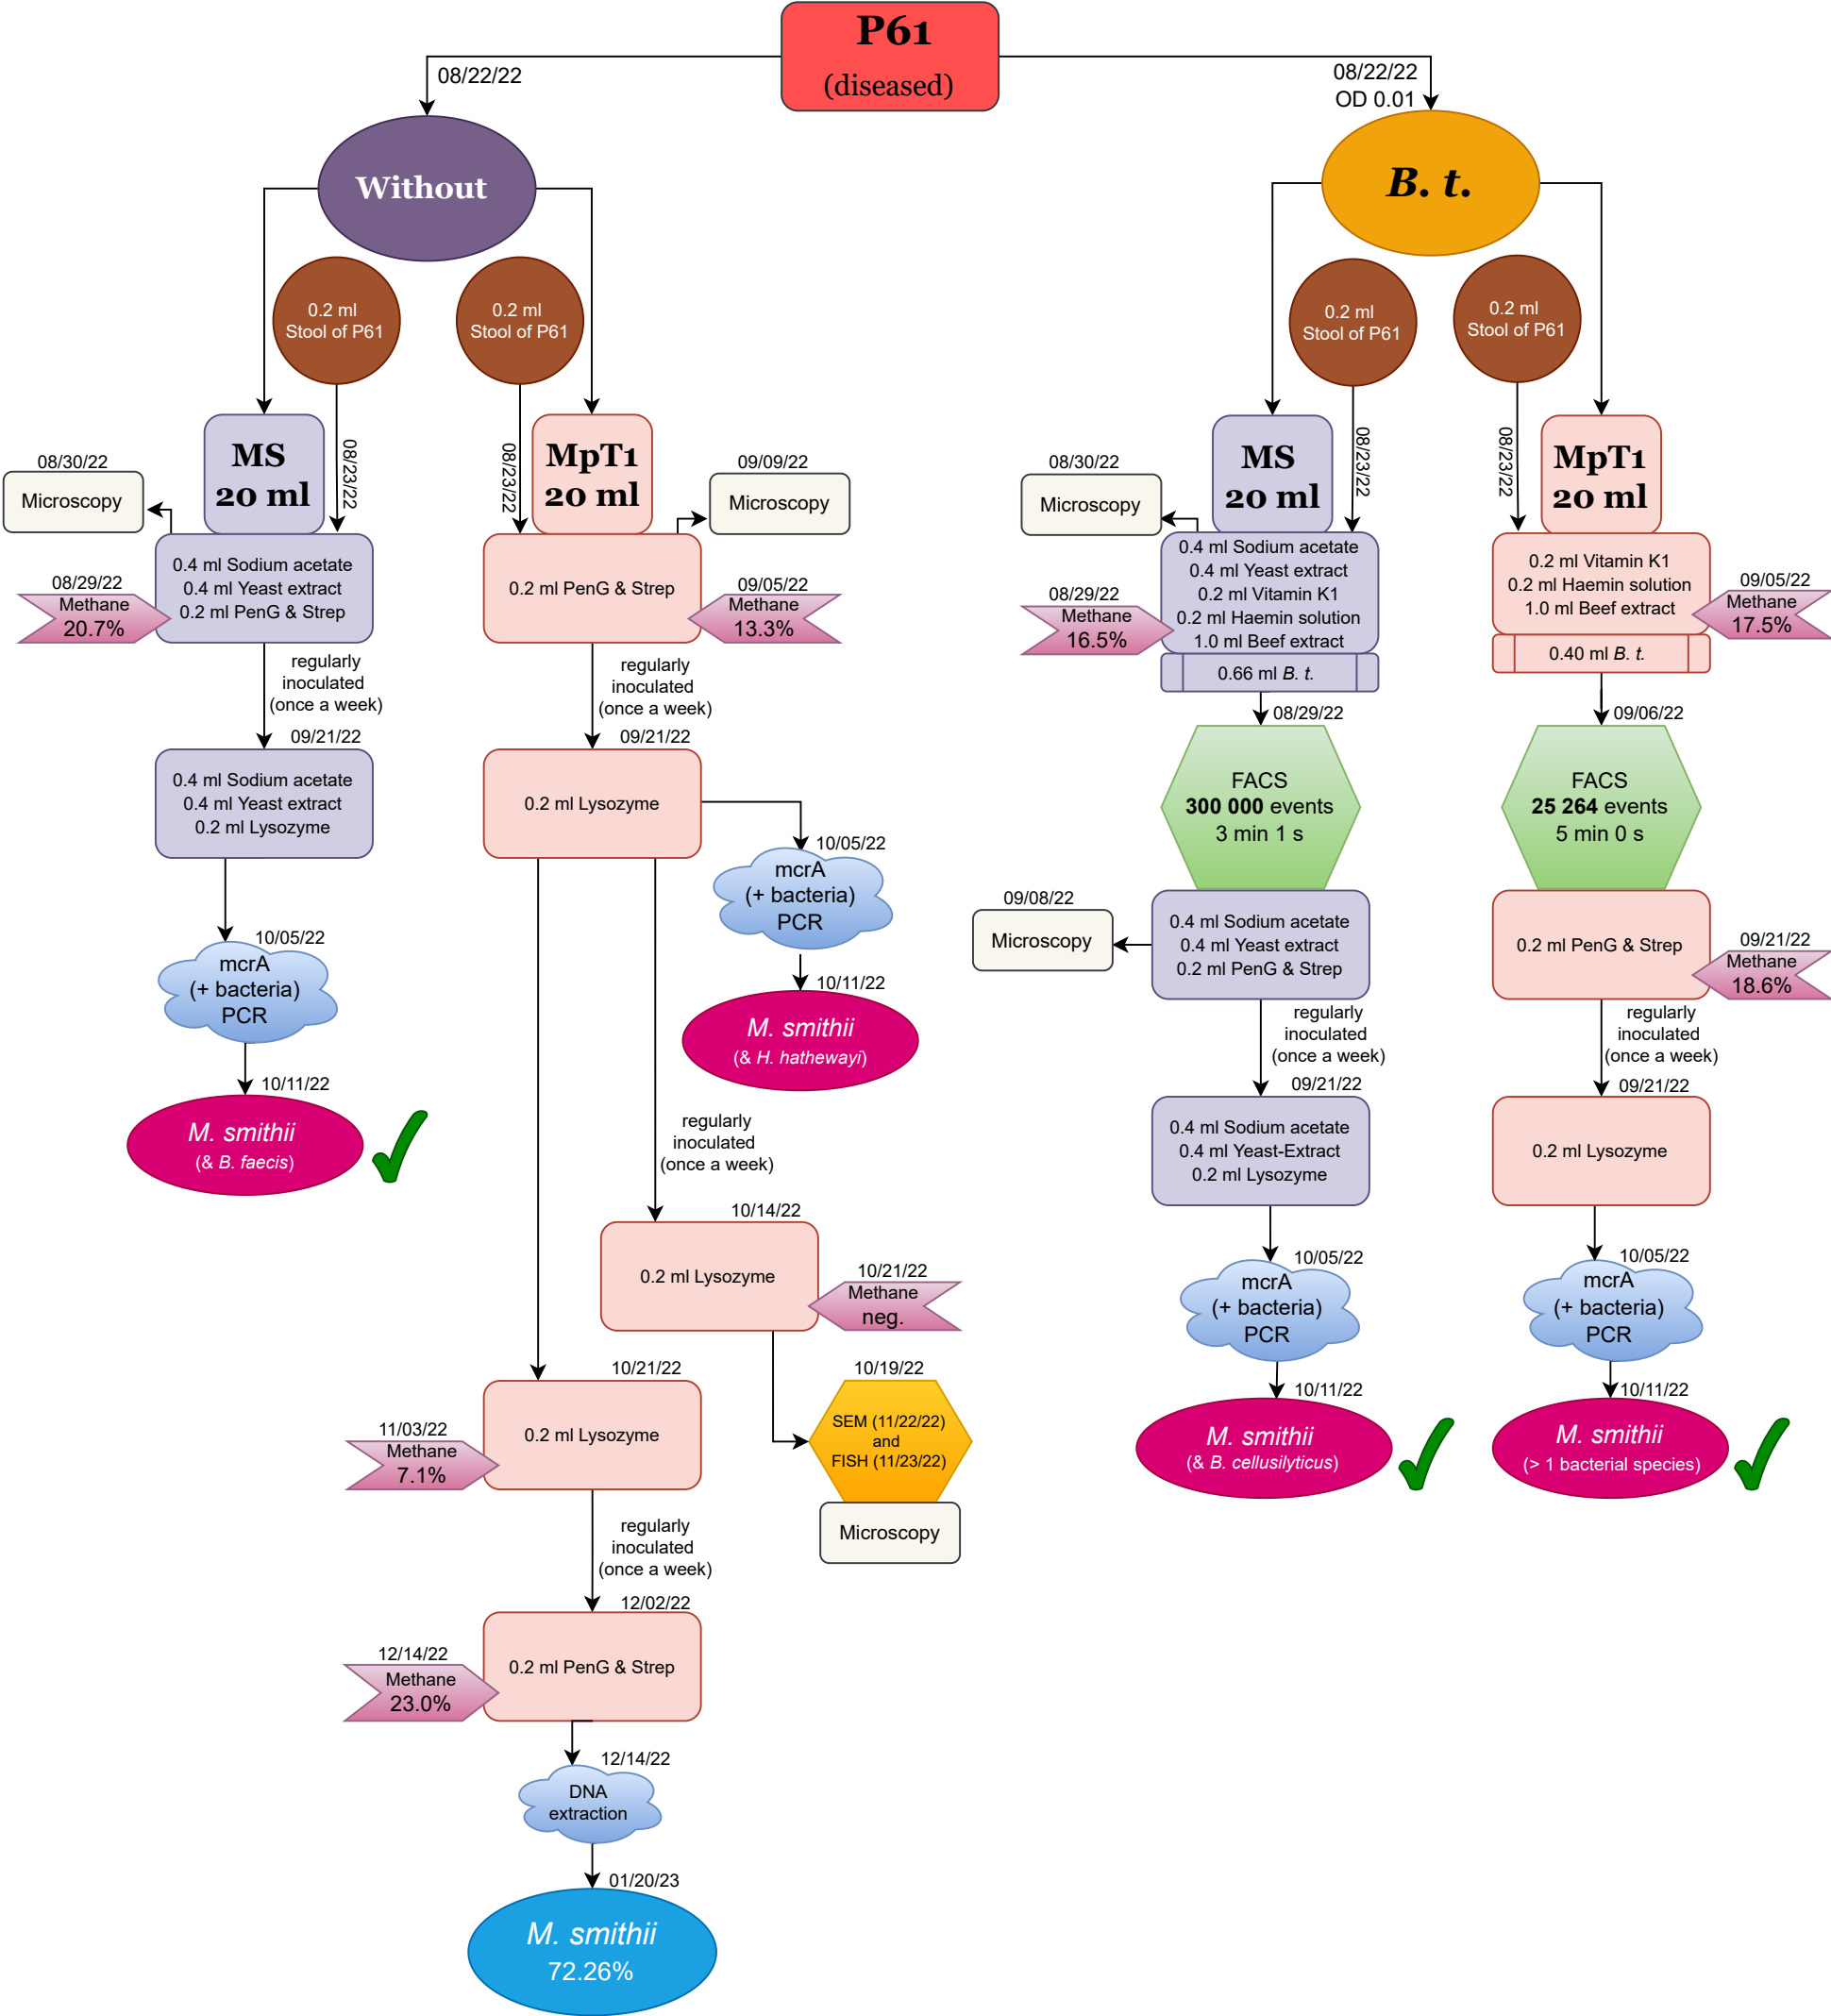 P61
(diseased)
08/22/22
08/22/22
OD 0.01
Without
B. t.
0.2 ml
Stool of P61
0.2 ml
Stool of P61
0.2 ml
Stool of P61
0.2 ml
Stool of P61
MS
20 ml
08/23/22
08/30/22
Microscopy
0.4 ml Sodium acetate
0.4 ml Yeast extract
0.2 ml PenG & Strep
08/29/22
Methane
20.7%
regularly
inoculated
(once a week)
09/21/22
0.4 ml Sodium acetate
0.4 ml Yeast extract
0.2 ml Lysozyme
10/05/22
mcrA
(+ bacteria)
PCR
10/11/22
M. smithii
(& B. faecis)
08/23/22
MpT1
20 ml
09/09/22
Microscopy
0.2 ml PenG & Strep
09/05/22
Methane
13.3%
regularly
inoculated
(once a week)
09/21/22
0.2 ml Lysozyme
10/05/22
mcrA
(+ bacteria)
PCR
10/11/22
M. smithii
(& H. hathewayi)
regularly
inoculated
(once a week)
10/14/22
0.2 ml Lysozyme
10/21/22
Methane
neg.
10/19/22
SEM (11/22/22)
and
FISH (11/23/22)
Microscopy
10/21/22
0.2 ml Lysozyme
11/03/22
Methane
7.1%
regularly
inoculated
(once a week)
12/02/22
0.2 ml PenG & Strep
12/14/22
Methane
23.0%
12/14/22
DNA
extraction
01/20/23
M. smithii
72.26%
MS
20 ml
08/23/22
08/30/22
Microscopy
0.4 ml Sodium acetate
0.4 ml Yeast extract
0.2 ml Vitamin K1
0.2 ml Haemin solution
1.0 ml Beef extract
08/29/22
Methane
16.5%
0.66 ml B. t.
08/29/22
FACS
300 000 events
3 min 1 s
09/08/22
Microscopy
0.4 ml Sodium acetate
0.4 ml Yeast extract
0.2 ml PenG & Strep
regularly
inoculated
(once a week)
09/21/22
0.4 ml Sodium acetate
0.4 ml Yeast-Extract
0.2 ml Lysozyme
10/05/22
mcrA
(+ bacteria)
PCR
10/11/22
M. smithii
(& B. cellusilyticus)
08/23/22
MpT1
20 ml
0.2 ml Vitamin K1
0.2 ml Haemin solution
1.0 ml Beef extract
09/05/22
Methane
17.5%
0.40 ml B. t.
09/06/22
FACS
25 264 events
5 min 0 s
0.2 ml PenG & Strep
09/21/22
Methane
18.6%
regularly
inoculated
(once a week)
09/21/22
0.2 ml Lysozyme
10/05/22
mcrA
(+ bacteria)
PCR
10/11/22
M. smithii
(> 1 bacterial species)